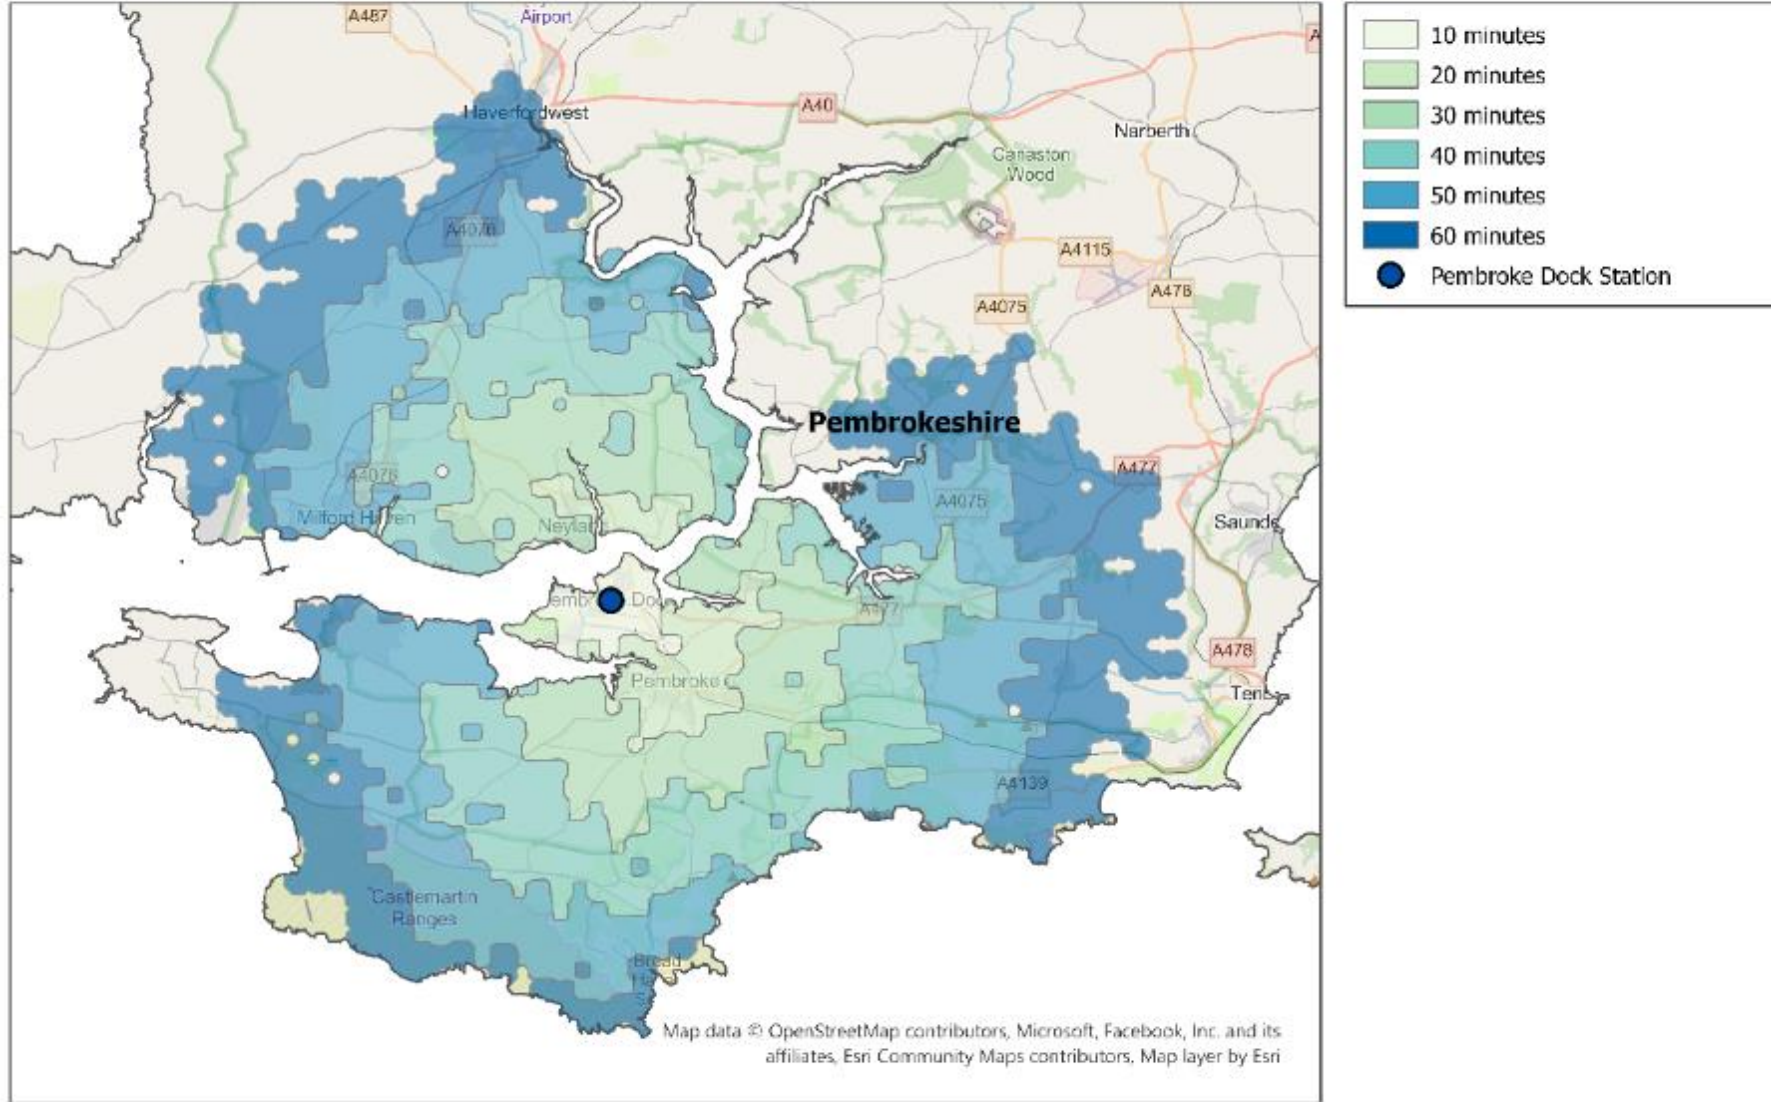 A487
Airport
Haverfordwest
A40
Narberth
Canaston
Wood
A4076
A4115
A4075
A478
Pembrokeshire
A477
A4076
A4075
Milford Haven
Neyland
Saunde
A477
Pembroke
A478
A4139
Castlemartin
Ranges
Broad
Map data © OpenStreetMap contributors, Microsoft, Facebook, Inc. and its
affiliates, Esri Community Maps contributors, Map layer by Esri
10 minutes
20 minutes
30 minutes
40 minutes
50 minutes
60 minutes
Pembroke Dock Station